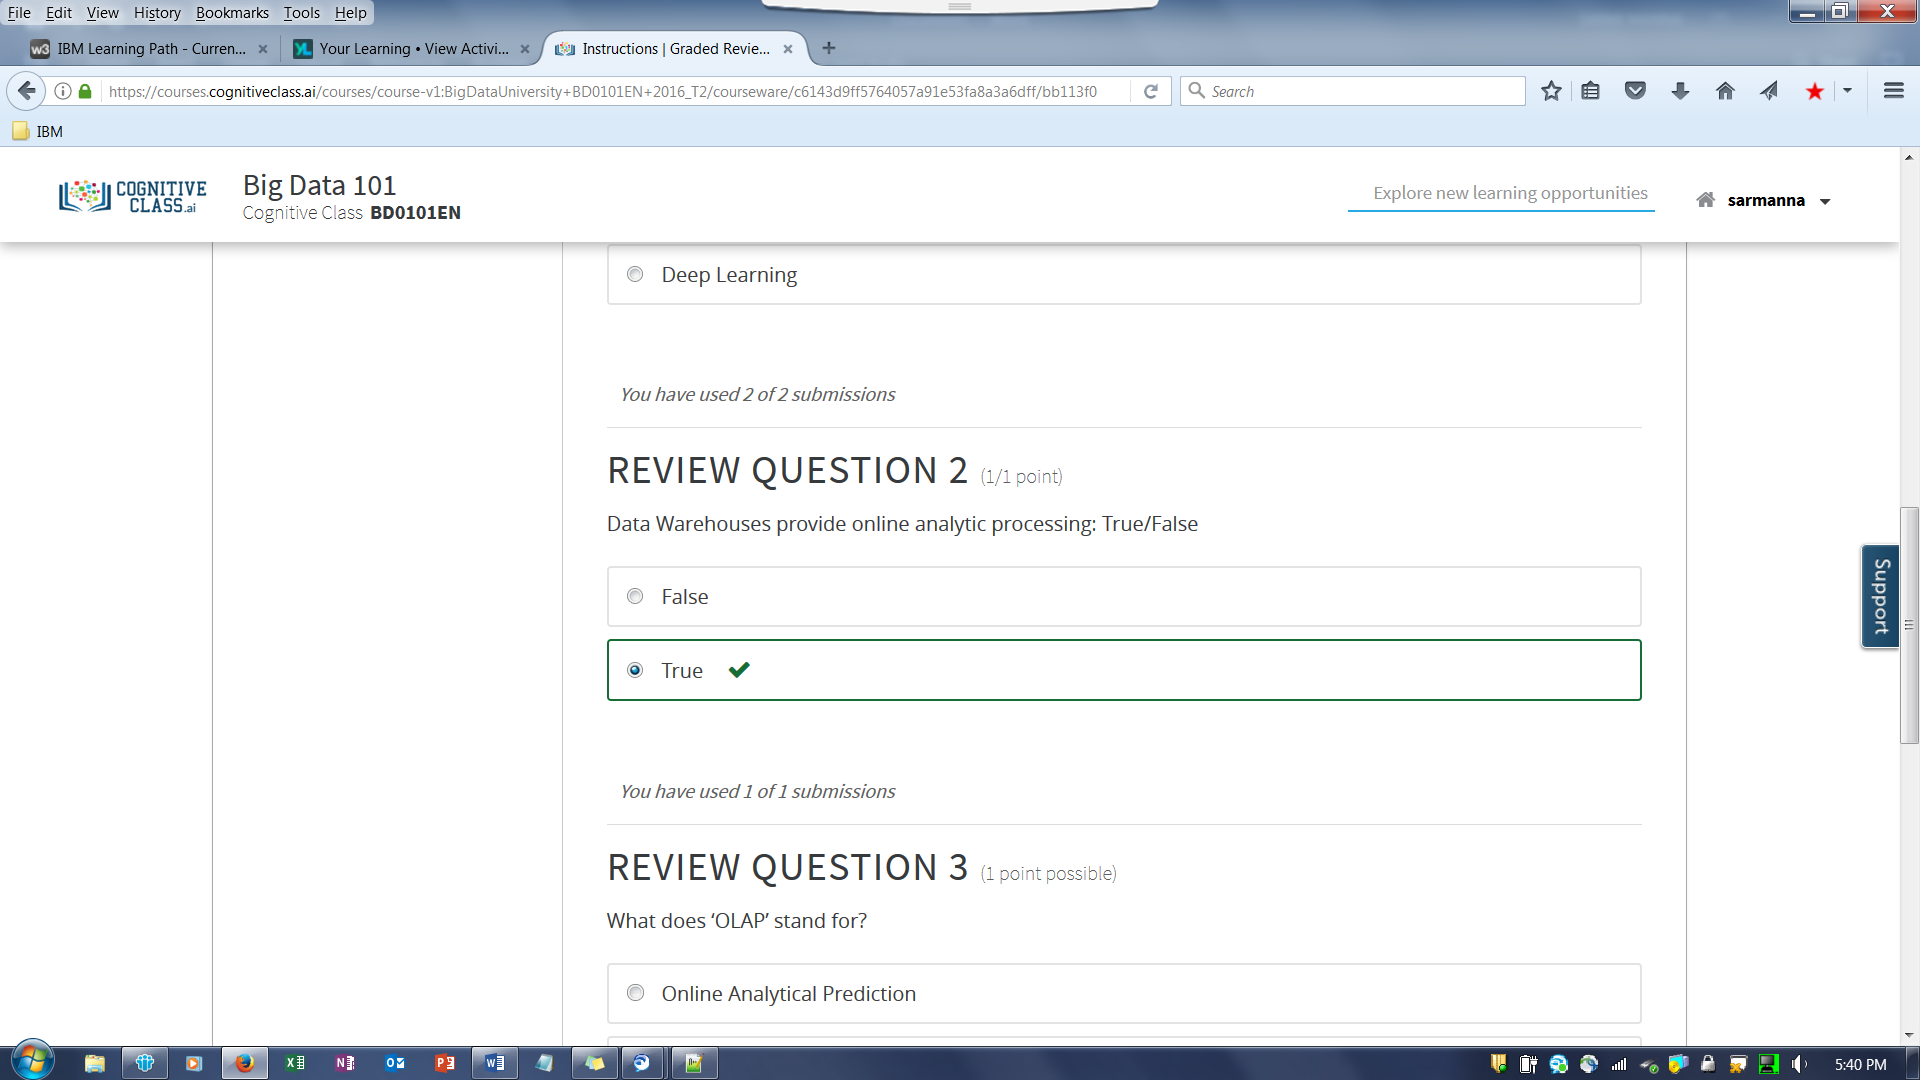 File Edit View History Bookmarks Tools Help
w3 IBM Learning Path - Curren...
YL Your Learning • View Activi...
Instructions | Graded Revie...
https://courses.cognitiveclass.ai/courses/course-v1:BigDataUniversity+BD0101EN+2016_T2/courseware/c6143d9ff5764057a91e53fa8a3a6dff/bb113f0
Search
IBM
COGNITIVE
CLASS.ai
Big Data 101
Cognitive Class BD0101EN
Explore new learning opportunities
sarmanna
Deep Learning
You have used 2 of 2 submissions
REVIEW QUESTION 2 (1/1 point)
Data Warehouses provide online analytic processing: True/False
False
True
You have used 1 of 1 submissions
Support
REVIEW QUESTION 3 (1 point possible)
What does ‘OLAP’ stand for?
Online Analytical Prediction
5:40 PM